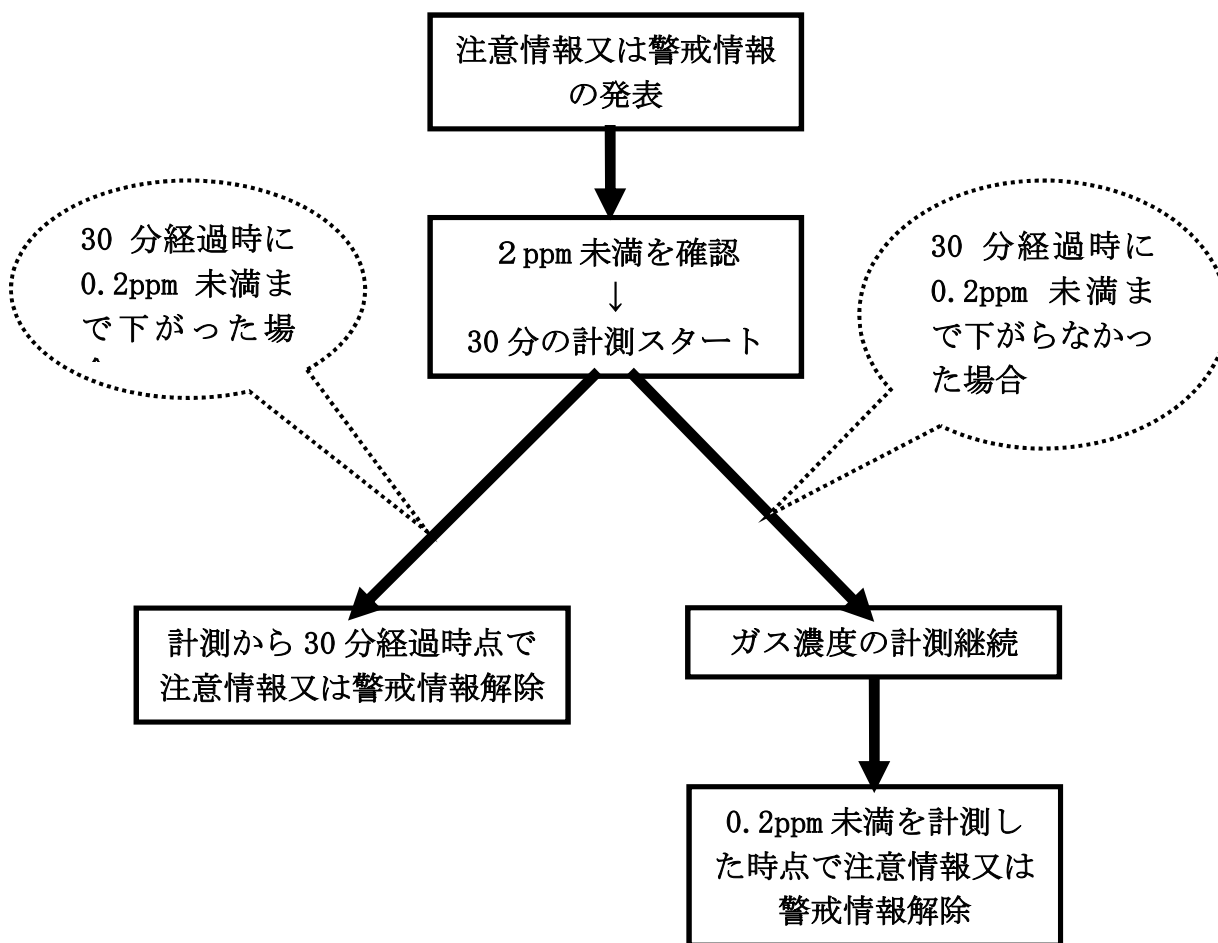 注意情報又は警戒情報
の発表
30 分経過時に
0.2ppm 未満ま
で下がった場
２ppm 未満を確認
↓
30 分の計測スタート
30 分経過時に
0.2ppm 未満ま
で下がらなかっ
た場合
計測から 30 分経過時点で
注意情報又は警戒情報解除
ガス濃度の計測継続
0.2ppm 未満を計測し
た時点で注意情報又は
警戒情報解除